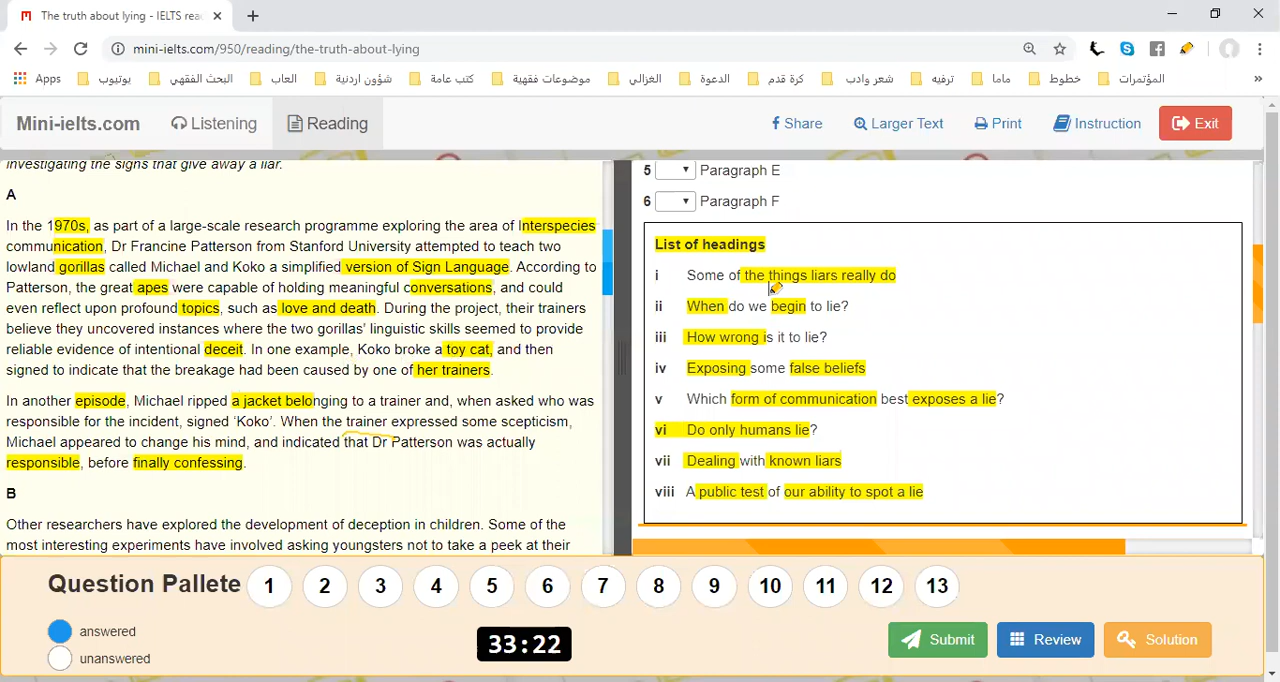 The truth about lying - IELTS rea
mini-ielts.com/950/reading/the-truth-about-lying
Apps يوتيوب البحث الفقهي العاب شؤون اردنية كتب عامة موضوعات فقهية الغزالي الدعوة كرة قدم شعر وادب ترفيه ماما خطوط المؤتمرات »
Mini-ielts.com Listening Reading Share Larger Text Print Instruction Exit
investigating the signs that give away a liar.
A
In the 1970s, as part of a large-scale research programme exploring the area of Interspecies
communication, Dr Francine Patterson from Stanford University attempted to teach two
lowland gorillas called Michael and Koko a simplified version of Sign Language. According to
Patterson, the great apes were capable of holding meaningful conversations, and could
even reflect upon profound topics, such as love and death. During the project, their trainers
believe they uncovered instances where the two gorillas' linguistic skills seemed to provide
reliable evidence of intentional deceit. In one example, Koko broke a toy cat, and then
signed to indicate that the breakage had been caused by one of her trainers.
In another episode, Michael ripped a jacket belonging to a trainer and, when asked who was
responsible for the incident, signed 'Koko'. When the trainer expressed some scepticism,
Michael appeared to change his mind, and indicated that Dr Patterson was actually
responsible, before finally confessing.
B
Other researchers have explored the development of deception in children. Some of the
most interesting experiments have involved asking youngsters not to take a peek at their
5 Paragraph E
6 Paragraph F
List of headings
i Some of the things liars really do
ii When do we begin to lie?
iii How wrong is it to lie?
iv Exposing some false beliefs
v Which form of communication best exposes a lie?
vi Do only humans lie?
vii Dealing with known liars
viii A public test of our ability to spot a lie
Question Pallete 1 2 3 4 5 6 7 8 9 10 11 12 13
answered
unanswered
33:22
Submit Review Solution